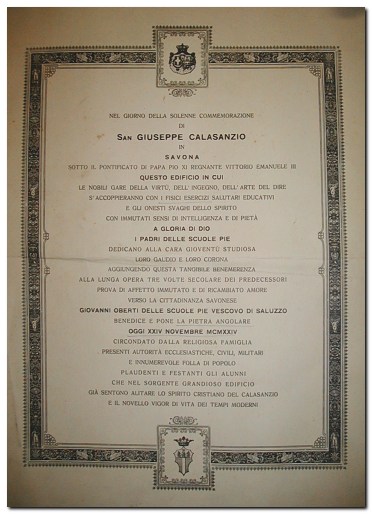 NEL GIORNO DELLA SOLENNE COMMEMORAZIONE
DI
SAN GIUSEPPE CALASANZIO
IN
SAVONA
SOTTO IL PONTIFICATO DI PAPA PIO XI REGNANTE VITTORIO EMANUELE III
QUESTO EDIFICIO IN CUI
LE NOBILI GARE DELLA VIRTÙ, DELL'INGEGNO, DELL'ARTE DEL DIRE
S'ACCOPPIERANNO CON I FISICI ESERCIZI SALUTARI EDUCATIVI
E GLI ONESTI SVAGHI DELLO SPIRITO
CON IMMUTATI SENSI DI INTELLIGENZA E DI PIETÀ
A GLORIA DI DIO
I PADRI DELLE SCUOLE PIE
DEDICANO ALLA CARA GIOVENTÙ STUDIOSA
LORO GAUDIO E LORO CORONA
AGGIUNGENDO QUESTA TANGIBILE BENEMERENZA
ALLA LUNGA OPERA TRE VOLTE SECOLARE DEI PREDECESSORI
PROVA DI AFFETTO IMMUTATO E DI RICAMBIATO AMORE
VERSO LA CITTADINANZA SAVONESE
GIOVANNI OBERTI DELLE SCUOLE PIE VESCOVO DI SALUZZO
BENEDICE E PONE LA PIETRA ANGOLARE
OGGI XXIV NOVEMBRE MCMXXIV
CIRCONDATO DALLA RELIGIOSA FAMIGLIA
PRESENTI AUTORITÀ ECCLESIASTICHE, CIVILI, MILITARI
E INNUMEREVOLE FOLLA DI POPOLO
PLAUDENTI E FESTANTI GLI ALUNNI
CHE NEL SORGENTE GRANDIOSO EDIFICIO
GIÀ SENTONO ALITARE LO SPIRITO CRISTIANO DEL CALASANZIO
E IL NOVELLO VIGOR DI VITA DEI TEMPI MODERNI